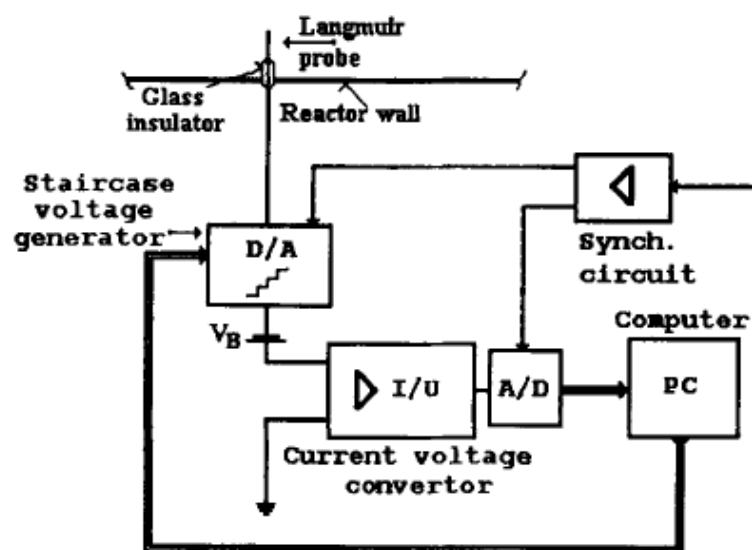 Langmuir
probe
Glass
insulator
Reactor wall
Staircase
voltage
generator
D/A
Synch.
circuit
V_B
Computer
I/U
A/D
PC
Current voltage
convertor